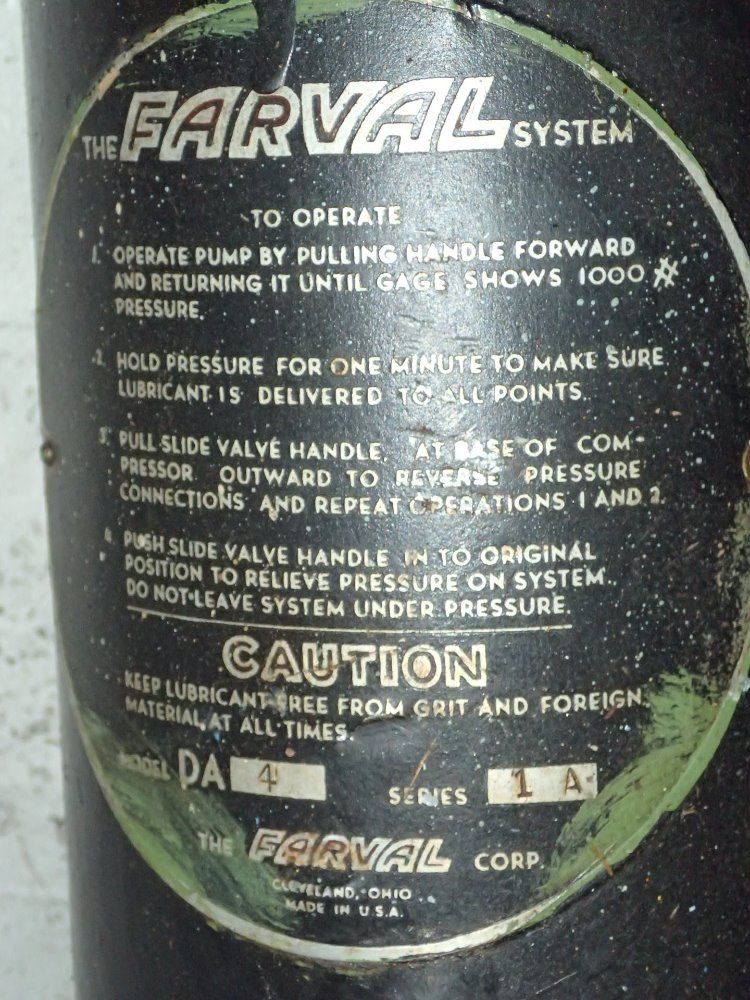 THE FARVAL SYSTEM
TO OPERATE
1. OPERATE PUMP BY PULLING HANDLE FORWARD
AND RETURNING IT UNTIL GAGE SHOWS 1000 #
PRESSURE.
2. HOLD PRESSURE FOR ONE MINUTE TO MAKE SURE
LUBRICANT IS DELIVERED TO ALL POINTS.
3. PULL SLIDE VALVE HANDLE AT BASE OF COM-
PRESSOR OUTWARD TO REVERSE PRESSURE
CONNECTIONS AND REPEAT OPERATIONS 1 AND 2.
4. PUSH SLIDE VALVE HANDLE IN TO ORIGINAL
POSITION TO RELIEVE PRESSURE ON SYSTEM.
DO NOT LEAVE SYSTEM UNDER PRESSURE.
CAUTION
KEEP LUBRICANT FREE FROM GRIT AND FOREIGN
MATERIAL AT ALL TIMES.
MODEL DA 4 SERIES 1 A
THE FARVAL CORP.
CLEVELAND, OHIO
MADE IN U.S.A.